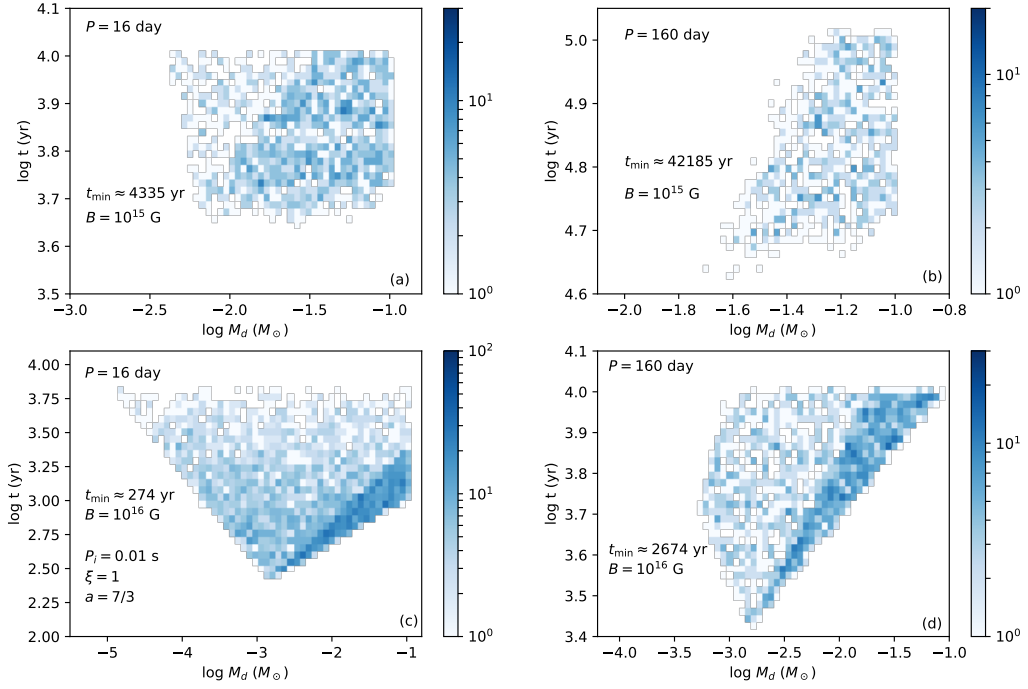 4.1
4.0
3.9
3.8
3.7
3.6
3.5
−3.0
−2.5
−2.0
−1.5
−1.0
log t (yr)
log M_d (M_⊙)
P = 16 day
t_min ≈ 4335 yr
B = 10^15 G
(a)
10^1
10^0
5.0
4.9
4.8
4.7
4.6
−2.0
−1.8
−1.6
−1.4
−1.2
−1.0
−0.8
log t (yr)
log M_d (M_⊙)
P = 160 day
t_min ≈ 42185 yr
B = 10^15 G
(b)
10^1
10^0
4.00
3.75
3.50
3.25
3.00
2.75
2.50
2.25
2.00
−5
−4
−3
−2
−1
log t (yr)
log M_d (M_⊙)
P = 16 day
t_min ≈ 274 yr
B = 10^16 G
P_i = 0.01 s
ξ = 1
a = 7/3
(c)
10^2
10^1
10^0
4.1
4.0
3.9
3.8
3.7
3.6
3.5
3.4
−4.0
−3.5
−3.0
−2.5
−2.0
−1.5
−1.0
log t (yr)
log M_d (M_⊙)
P = 160 day
t_min ≈ 2674 yr
B = 10^16 G
(d)
10^1
10^0